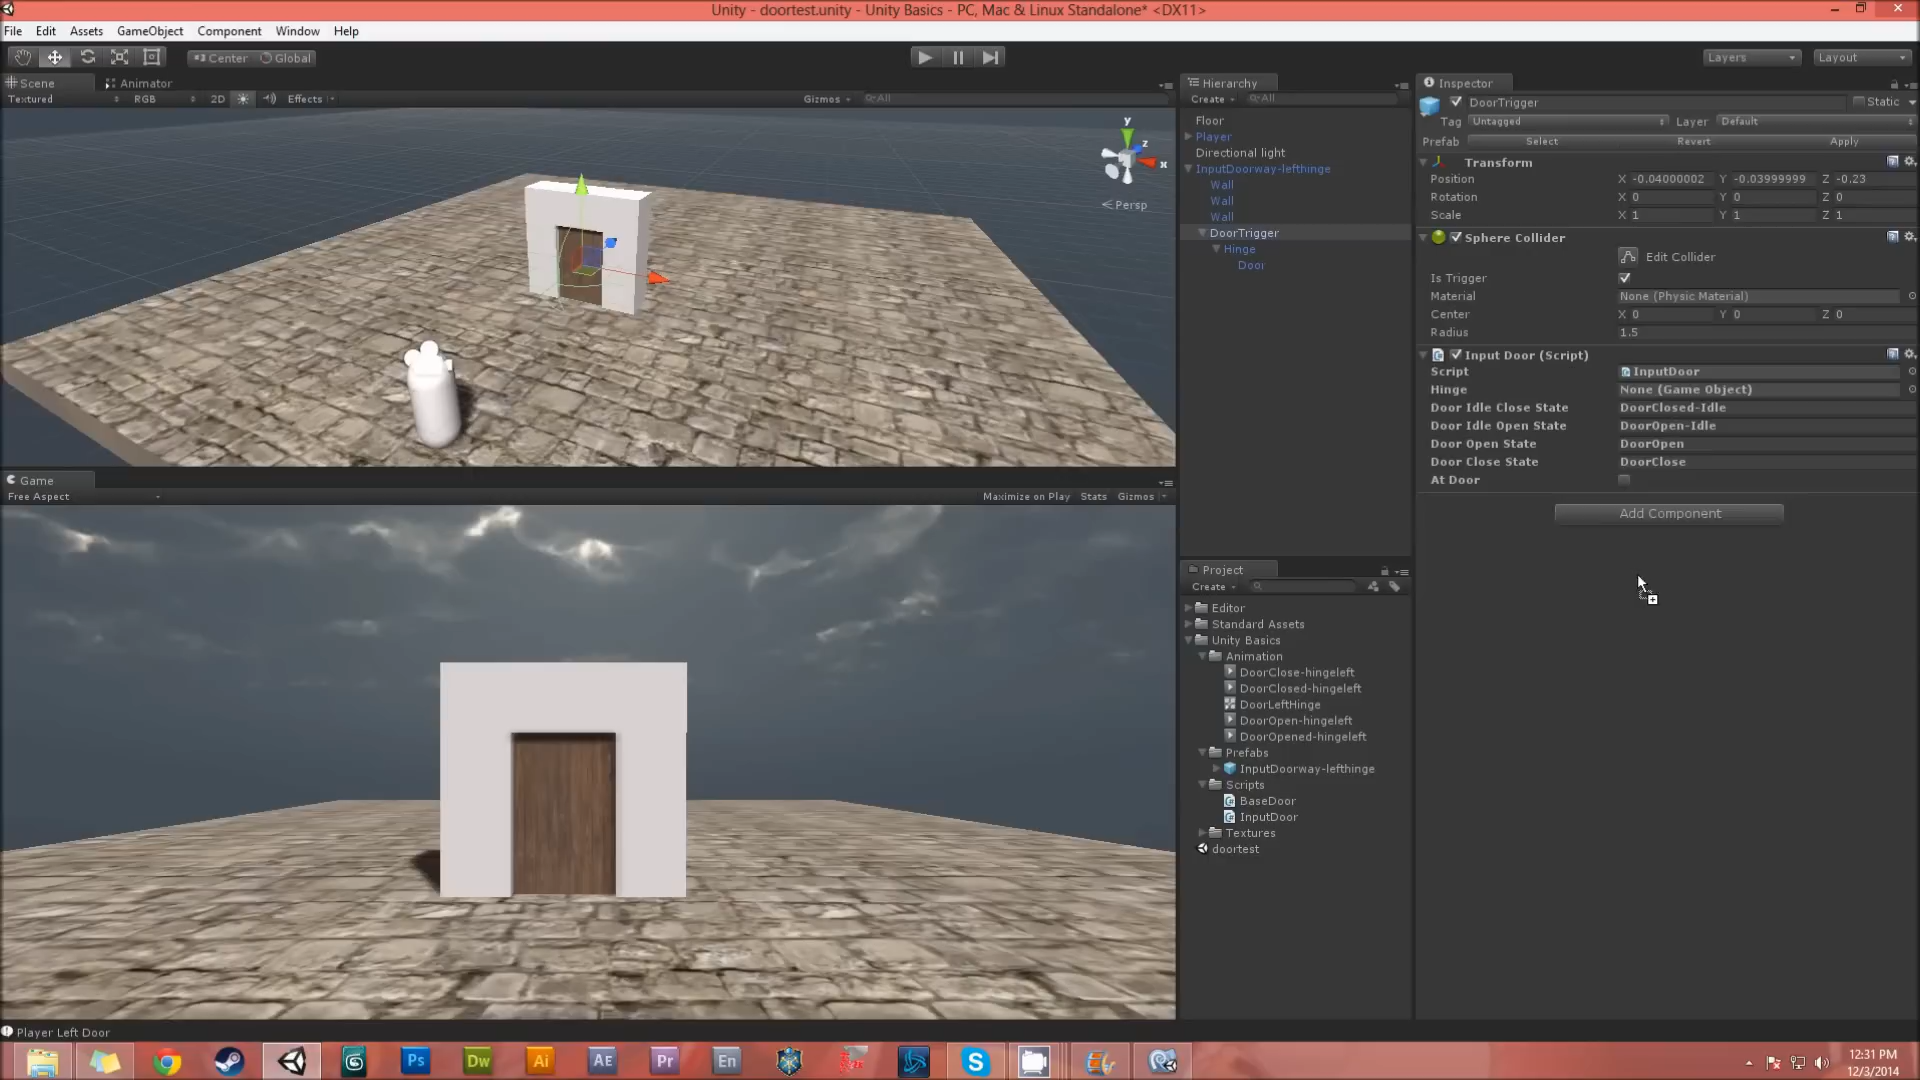 Unity - doortest.unity - Unity Basics - PC, Mac & Linux Standalone* <DX11>
File Edit Assets GameObject Component Window Help
Center Global
Layers Layout
Scene Animator
Textured RGB 2D Effects Gizmos All
y
z
x
Persp
Game
Free Aspect Maximize on Play Stats Gizmos
Player Left Door
Hierarchy
Create All
Floor
Player
Directional light
InputDoorway-lefthinge
Wall
Wall
Wall
DoorTrigger
Hinge
Door
Project
Create
Editor
Standard Assets
Unity Basics
Animation
DoorClose-hingeleft
DoorClosed-hingeleft
DoorLeftHinge
DoorOpen-hingeleft
DoorOpened-hingeleft
Prefabs
InputDoorway-lefthinge
Scripts
BaseDoor
InputDoor
Textures
doortest
Inspector
DoorTrigger Static
Tag Untagged Layer Default
Prefab Select Revert Apply
Transform
Position X -0.04000002 Y -0.03999999 Z -0.23
Rotation X 0 Y 0 Z 0
Scale X 1 Y 1 Z 1
Sphere Collider
Edit Collider
Is Trigger
Material None (Physic Material)
Center X 0 Y 0 Z 0
Radius 1.5
Input Door (Script)
Script InputDoor
Hinge None (Game Object)
Door Idle Close State DoorClosed-Idle
Door Idle Open State DoorOpen-Idle
Door Open State DoorOpen
Door Close State DoorClose
At Door
Add Component
Ps Dw Ai AE Pr En
12:31 PM
12/3/2014